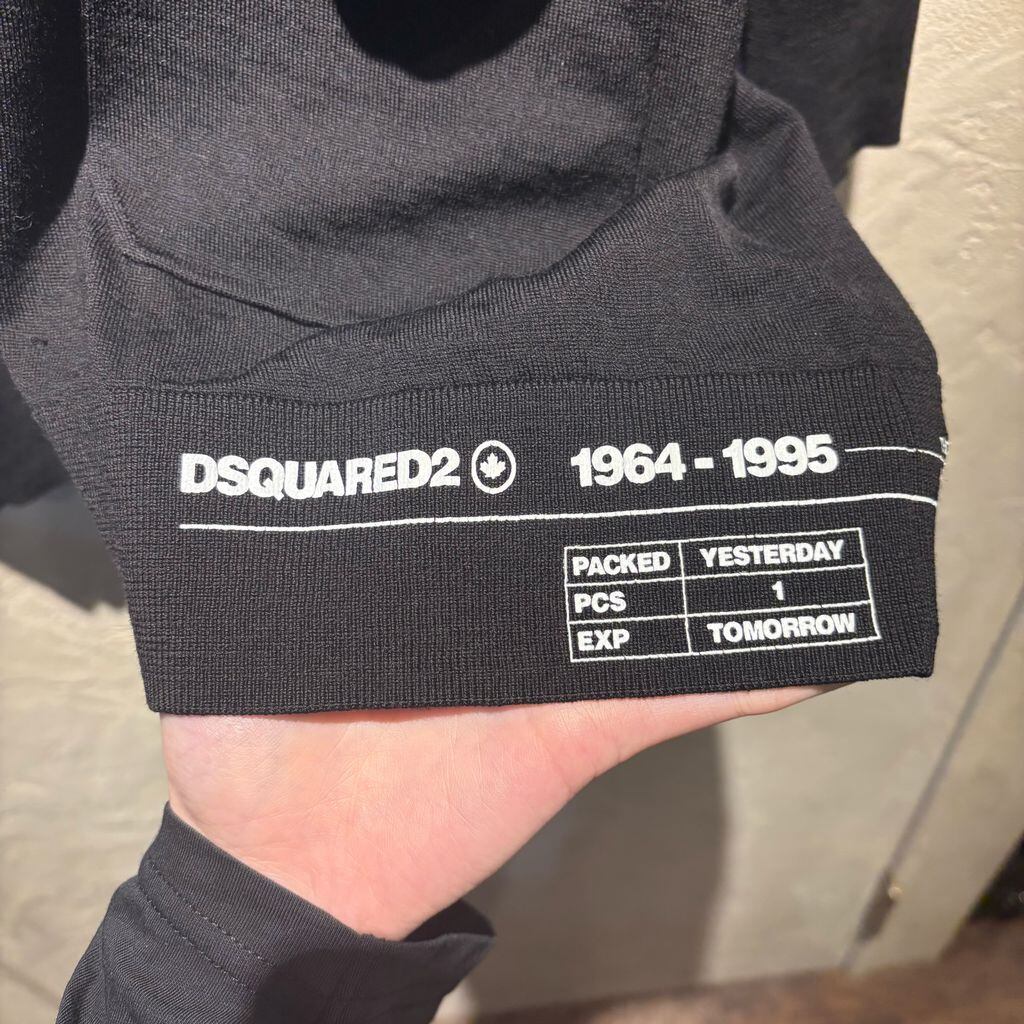 DSQUARED2 1964 - 1995
PACKED YESTERDAY
PCS 1
EXP TOMORROW